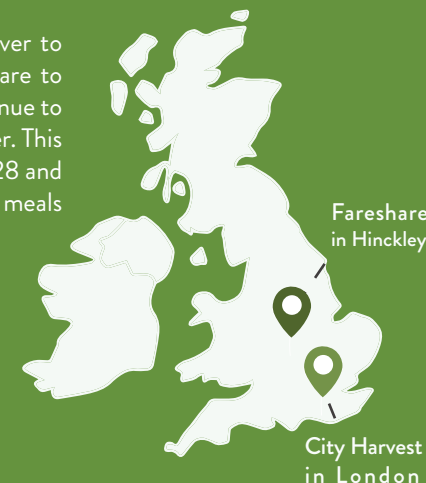 ver to
are to
nue to
r. This
28 and
meals
Fareshare
in Hinckley
City Harvest
in London